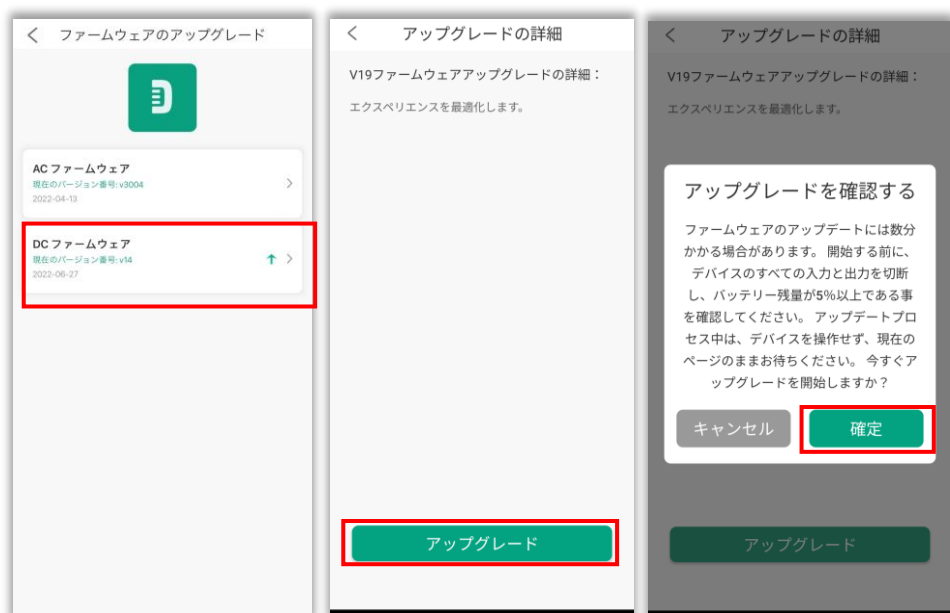 ファームウェアのアップグレード
ACファームウェア
現在のバージョン番号: v3004
2022-04-13
DCファームウェア
現在のバージョン番号: v14
2022-06-27
アップグレードの詳細
V19ファームウェアアップグレードの詳細：
エクスペリエンスを最適化します。
アップグレード
アップグレードの詳細
V19ファームウェアアップグレードの詳細：
エクスペリエンスを最適化します。
アップグレードを確認する
ファームウェアのアップデートには数分
かかる場合があります。 開始する前に、
デバイスのすべての入力と出力を切断
し、バッテリー残量が5%以上である事
を確認してください。 アップデートプロ
セス中は、デバイスを操作せず、現在の
ページのままお待ちください。 今すぐア
ップグレードを開始しますか？
キャンセル
確定
アップグレード